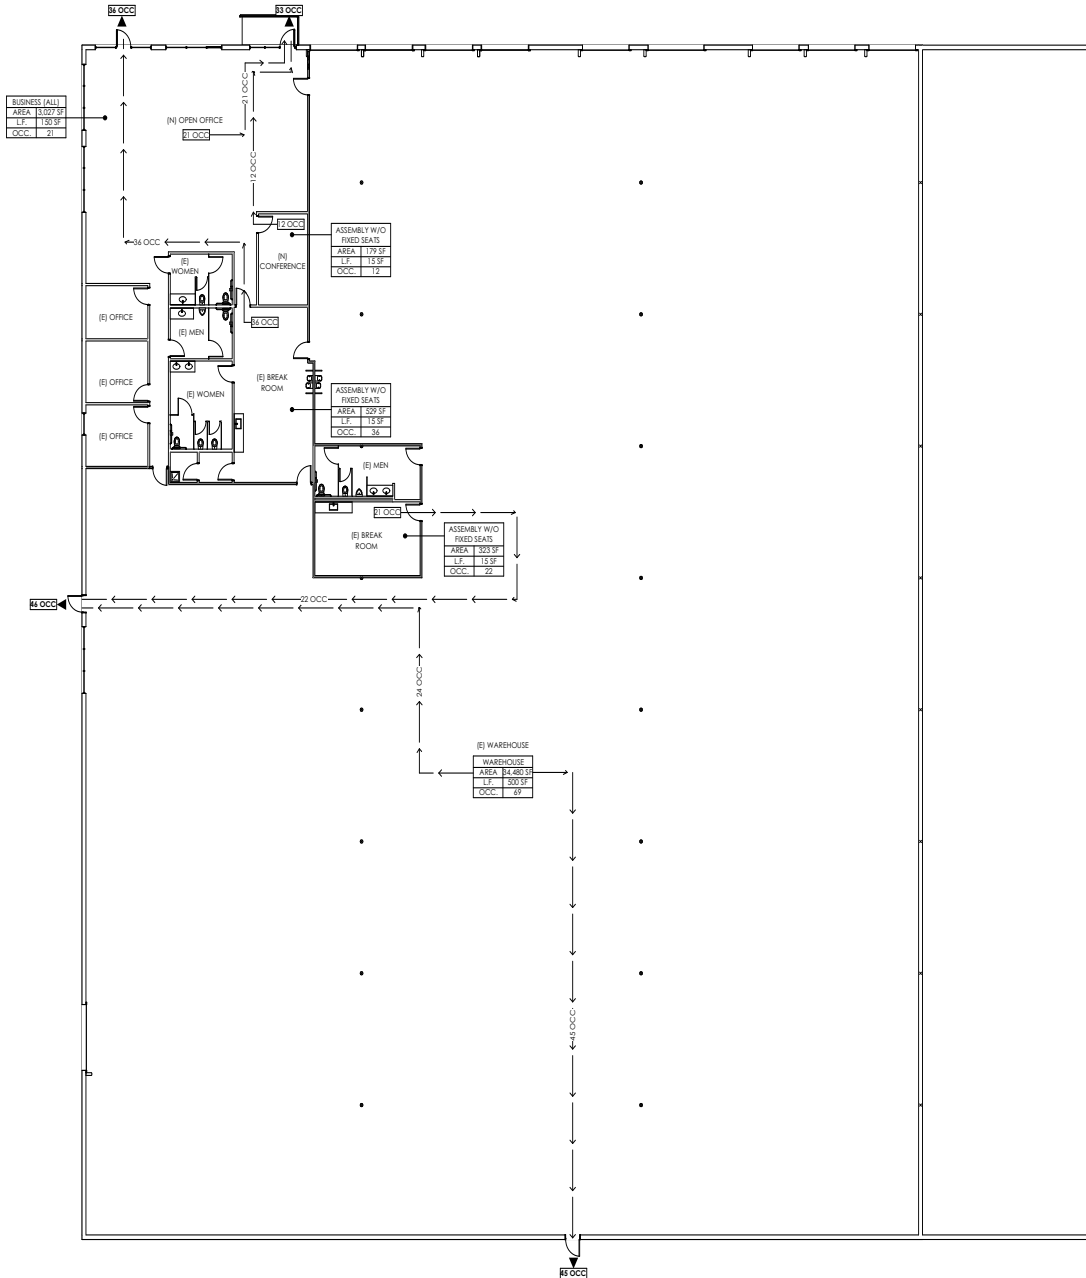 36 OCC
33 OCC
21 OCC
BUSINESS (ALL)
AREA 3,027 SF
L.F. 150 SF
OCC. 21
(N) OPEN OFFICE
21 OCC
12 OCC
12 OCC
ASSEMBLY W/O
FIXED SEATS
AREA 179 SF
L.F. 15 SF
OCC. 12
36 OCC
(N)
CONFERENCE
(E)
WOMEN
(E) OFFICE
36 OCC
(E) MEN
(E) OFFICE
(E) BREAK
ROOM
(E) WOMEN
ASSEMBLY W/O
FIXED SEATS
AREA 529 SF
L.F. 15 SF
OCC. 36
(E) OFFICE
(E) MEN
21 OCC
ASSEMBLY W/O
FIXED SEATS
AREA 323 SF
L.F. 15 SF
OCC. 22
(E) BREAK
ROOM
22 OCC
46 OCC
24 OCC
(E) WAREHOUSE
WAREHOUSE
AREA 34,480 SF
L.F. 500 SF
OCC. 69
45 OCC
45 OCC